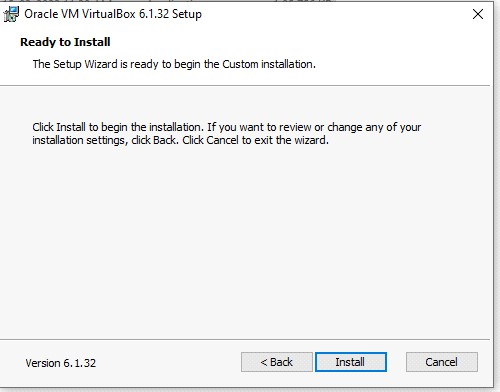 Oracle VM VirtualBox 6.1.32 Setup
Ready to Install
The Setup Wizard is ready to begin the Custom installation.
Click Install to begin the installation. If you want to review or change any of your
installation settings, click Back. Click Cancel to exit the wizard.
Version 6.1.32
< Back
Install
Cancel